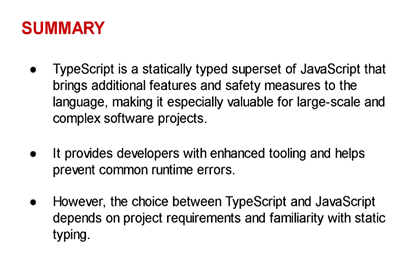 SUMMARY
● TypeScript is a statically typed superset of JavaScript that
brings additional features and safety measures to the
language, making it especially valuable for large-scale and
complex software projects.
● It provides developers with enhanced tooling and helps
prevent common runtime errors.
● However, the choice between TypeScript and JavaScript
depends on project requirements and familiarity with static
typing.